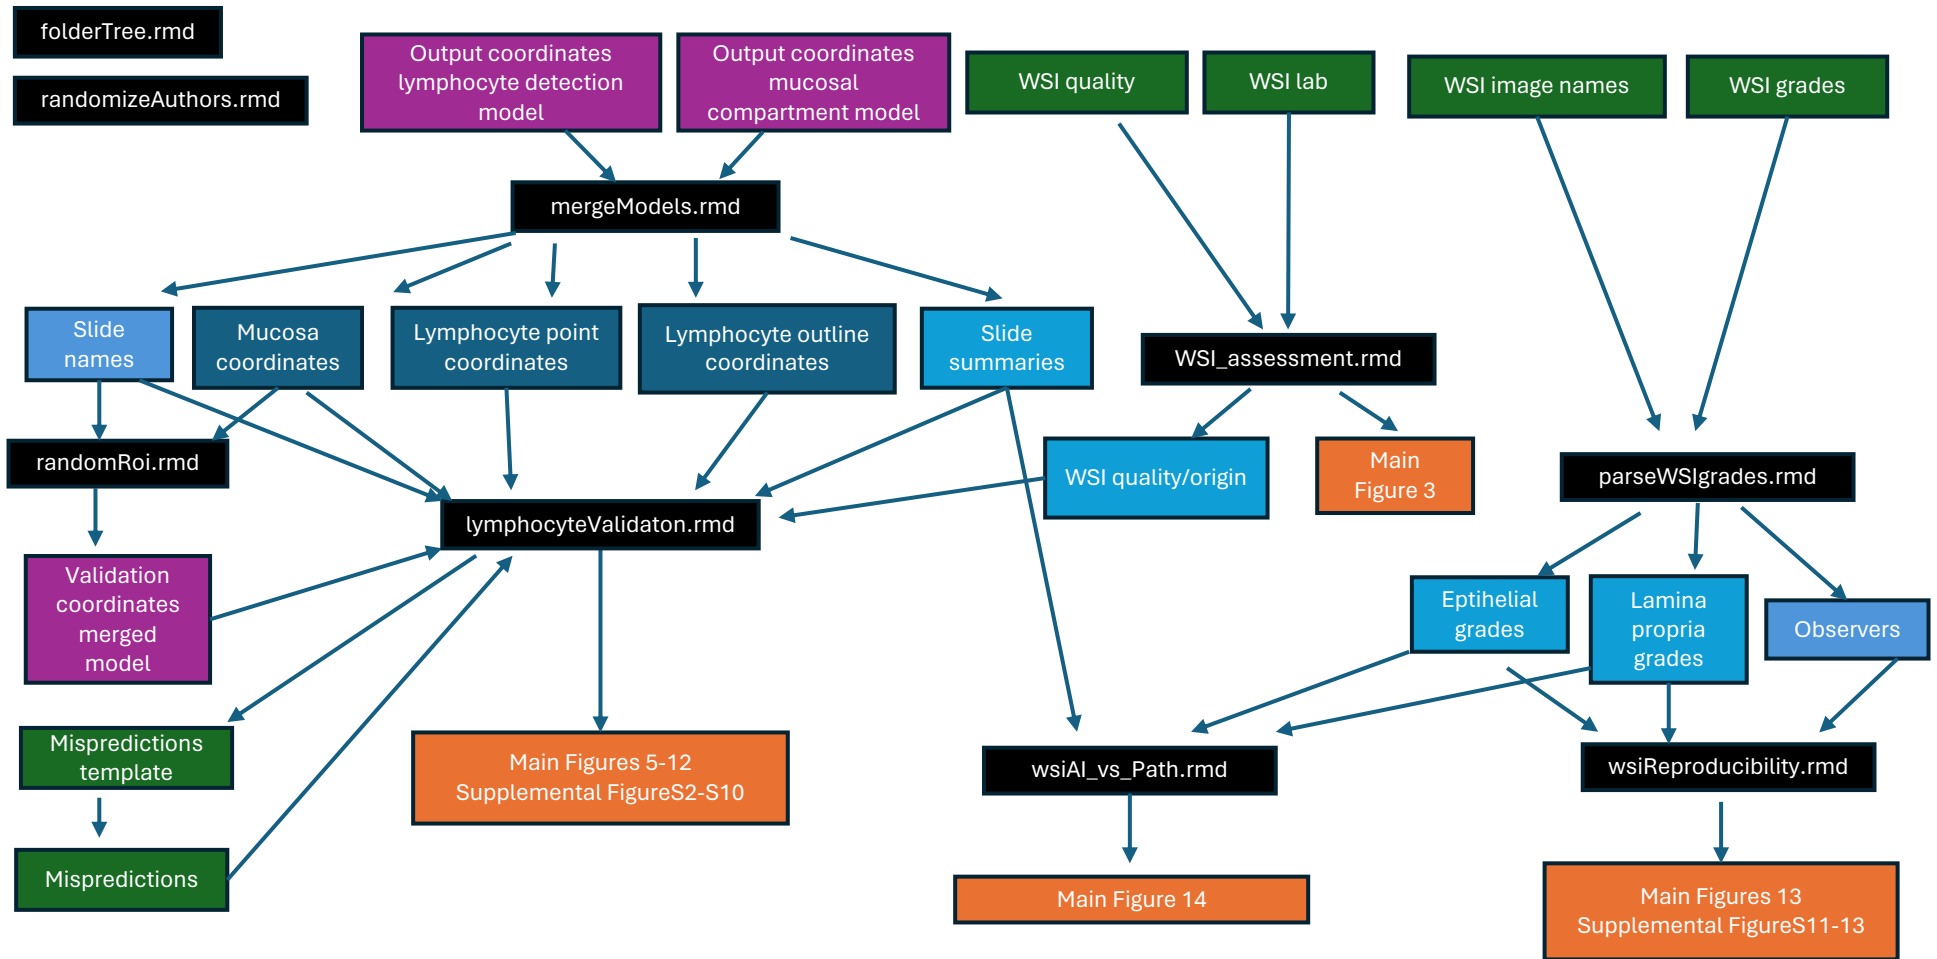 folderTree.rmd
randomizeAuthors.rmd
Output coordinates
lymphocyte detection
model
Output coordinates
mucosal
compartment model
WSI quality
WSI lab
WSI image names
WSI grades
mergeModels.rmd
Slide
names
Mucosa
coordinates
Lymphocyte point
coordinates
Lymphocyte outline
coordinates
Slide
summaries
WSI_assessment.rmd
randomRoi.rmd
WSI quality/origin
Main
Figure 3
parseWSIgrades.rmd
lymphocyteValidaton.rmd
Validation
coordinates
merged
model
Eptihelial
grades
Lamina
propria
grades
Observers
Mispredictions
template
Main Figures 5-12
Supplemental FigureS2-S10
wsiAI_vs_Path.rmd
wsiReproducibility.rmd
Mispredictions
Main Figure 14
Main Figures 13
Supplemental FigureS11-13